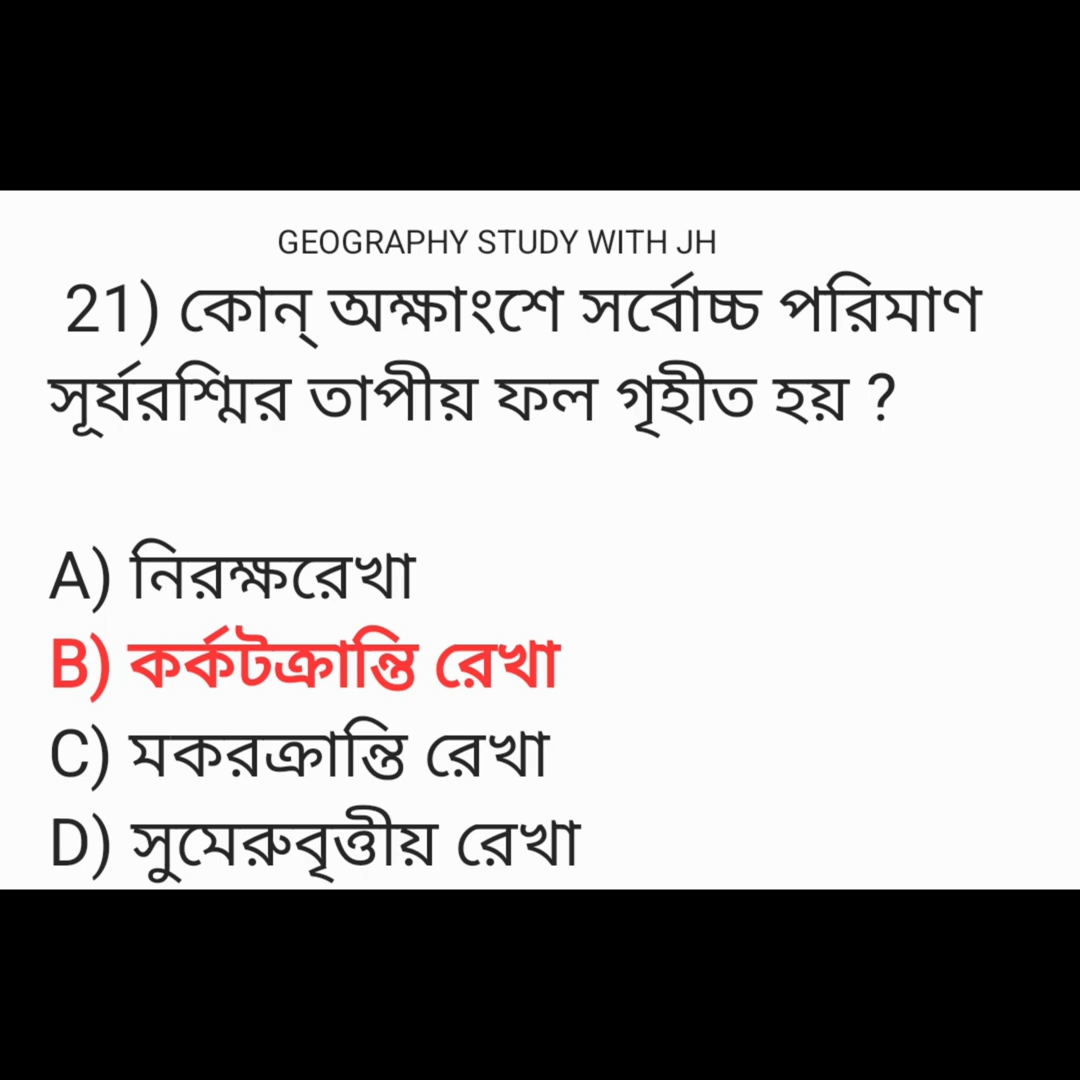 GEOGRAPHY STUDY WITH JH
21) কোন্ অক্ষাংশে সর্বোচ্চ পরিমাণ
সূর্যরশ্মির তাপীয় ফল গৃহীত হয় ?
A) নিরক্ষরেখা
B) কর্কটক্রান্তি রেখা
C) মকরক্রান্তি রেখা
D) সুমেরুবৃত্তীয় রেখা